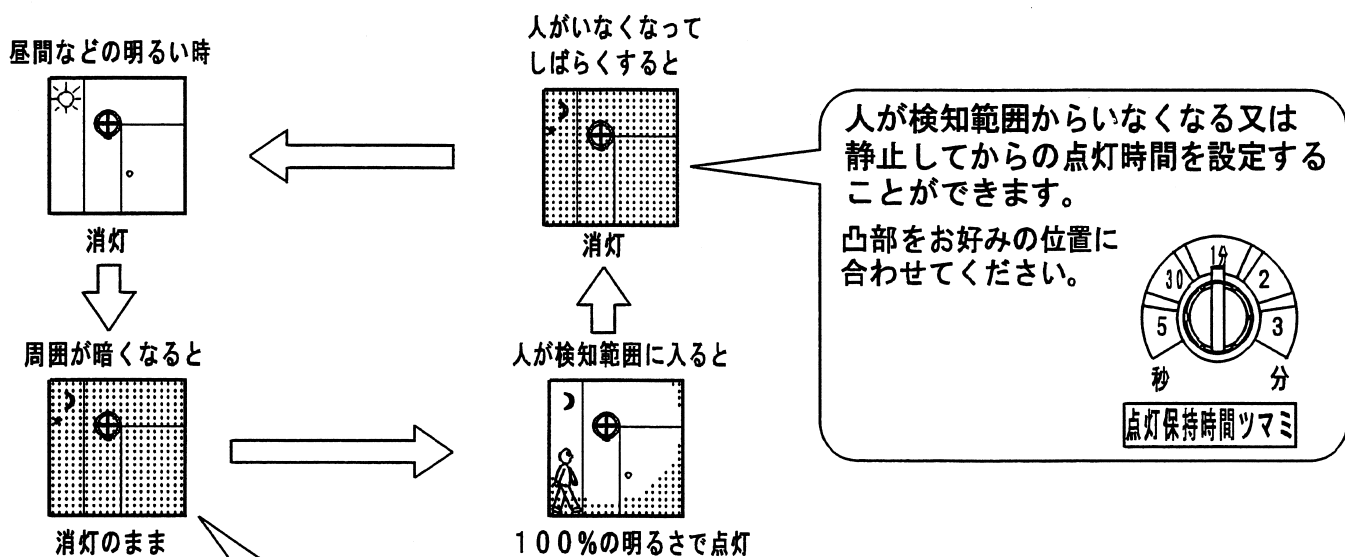 昼間などの明るい時
消灯
周囲が暗くなると
消灯のまま
人が検知範囲に入ると
100%の明るさで点灯
人がいなくなって
しばらくすると
消灯
人が検知範囲からいなくなる又は
静止してからの点灯時間を設定する
ことができます。
凸部をお好みの位置に
合わせてください。
5
30
1分
2
3
秒
分
点灯保持時間ツマミ